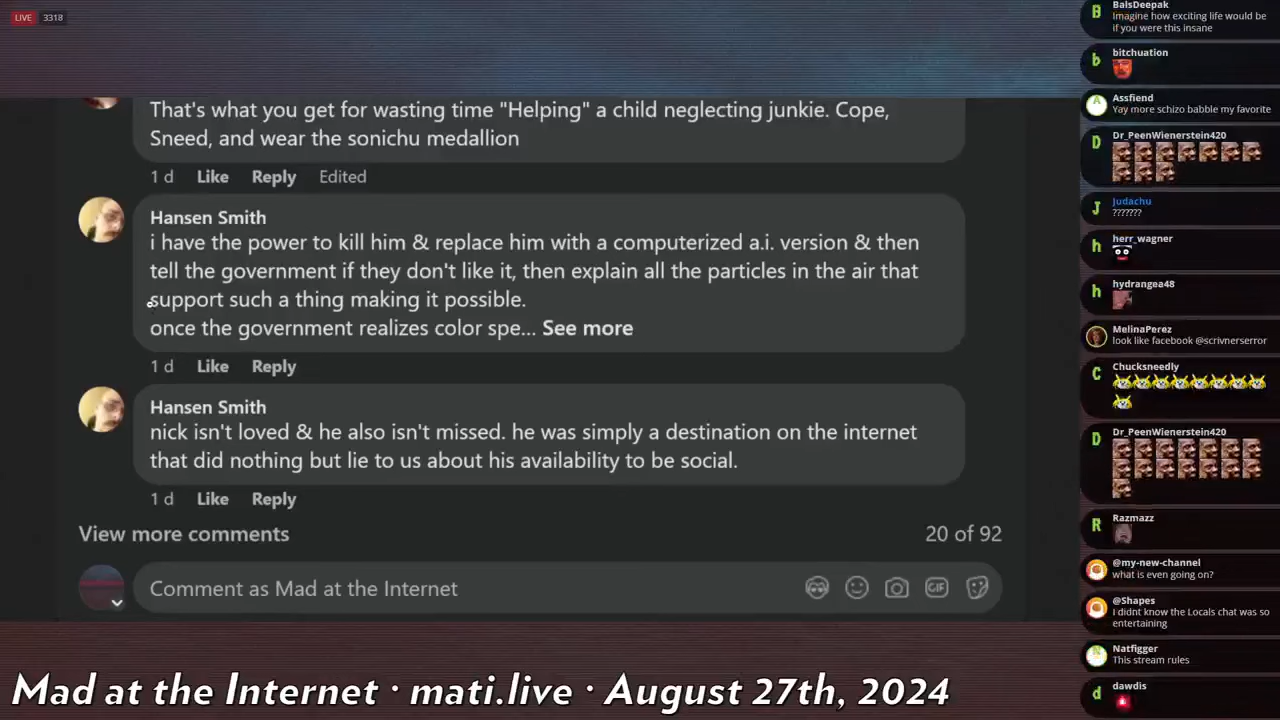 LIVE 3318
That's what you get for wasting time "Helping" a child neglecting junkie. Cope,
Sneed, and wear the sonichu medallion
1 d Like Reply Edited
Hansen Smith
i have the power to kill him & replace him with a computerized a.i. version & then
tell the government if they don't like it, then explain all the particles in the air that
support such a thing making it possible.
once the government realizes color spe... See more
1 d Like Reply
Hansen Smith
nick isn't loved & he also isn't missed. he was simply a destination on the internet
that did nothing but lie to us about his availability to be social.
1 d Like Reply
View more comments 20 of 92
Comment as Mad at the Internet
GIF
Mad at the Internet · mati.live · August 27th, 2024
B
BalsDeepak
Imagine how exciting life would be
if you were this insane
b
bitchuation
A
Assfiend
Yay more schizo babble my favorite
D
Dr_PeenWienerstein420
J
Judachu
???????
h
herr_wagner
h
hydrangea48
MelinaPerez
look like facebook @scrivnerserror
C
Chucksneedly
D
Dr_PeenWienerstein420
R
Razmazz
@my-new-channel
what is even going on?
@Shapes
I didnt know the Locals chat was so
entertaining
N
Natfigger
This stream rules
d
dawdis